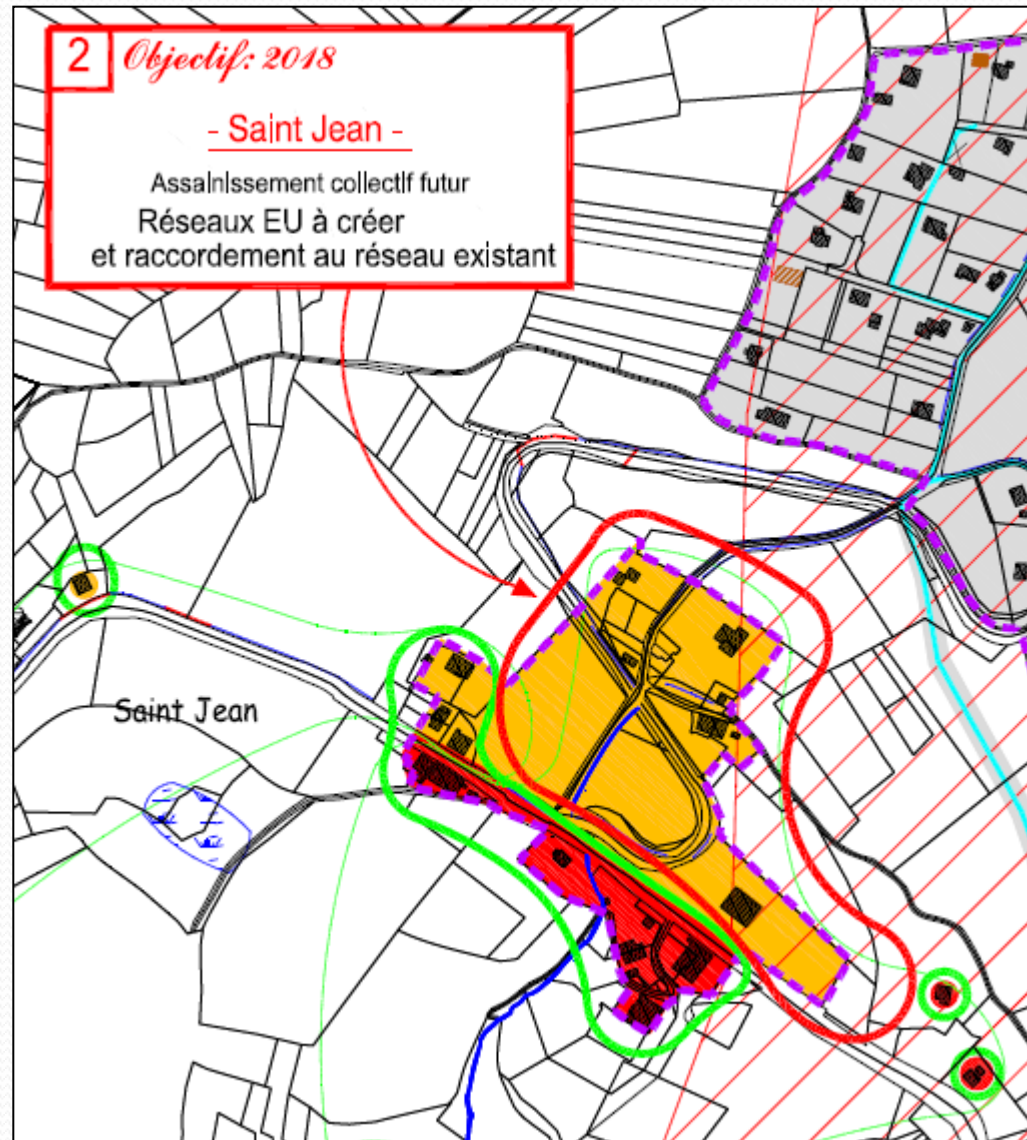 2 Objectif: 2018
- Saint Jean -
Assainissement collectif futur
Réseaux EU à créer
et raccordement au réseau existant
Saint Jean